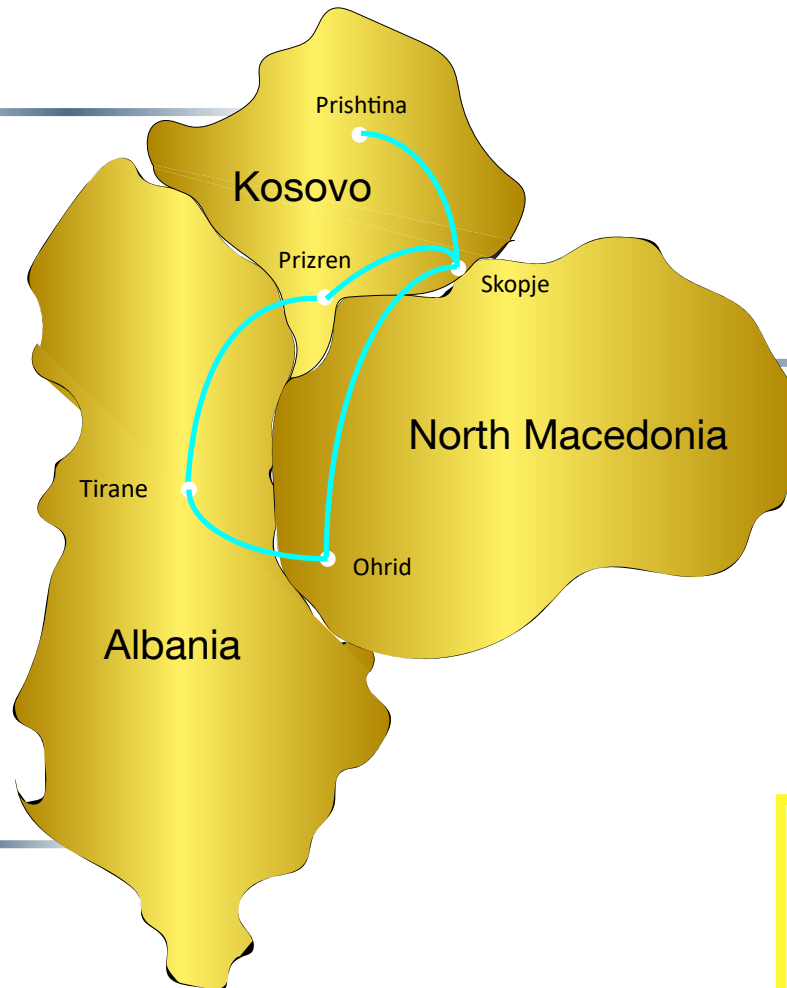 Prishtina
Kosovo
Prizren
Skopje
North Macedonia
Tirane
Ohrid
Albania